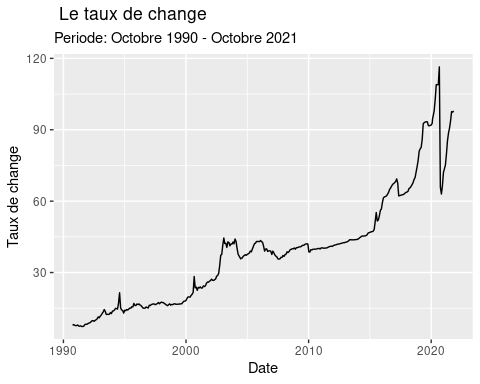 Le taux de change
Periode: Octobre 1990 - Octobre 2021
120
90
60
30
Taux de change
1990 2000 2010 2020
Date